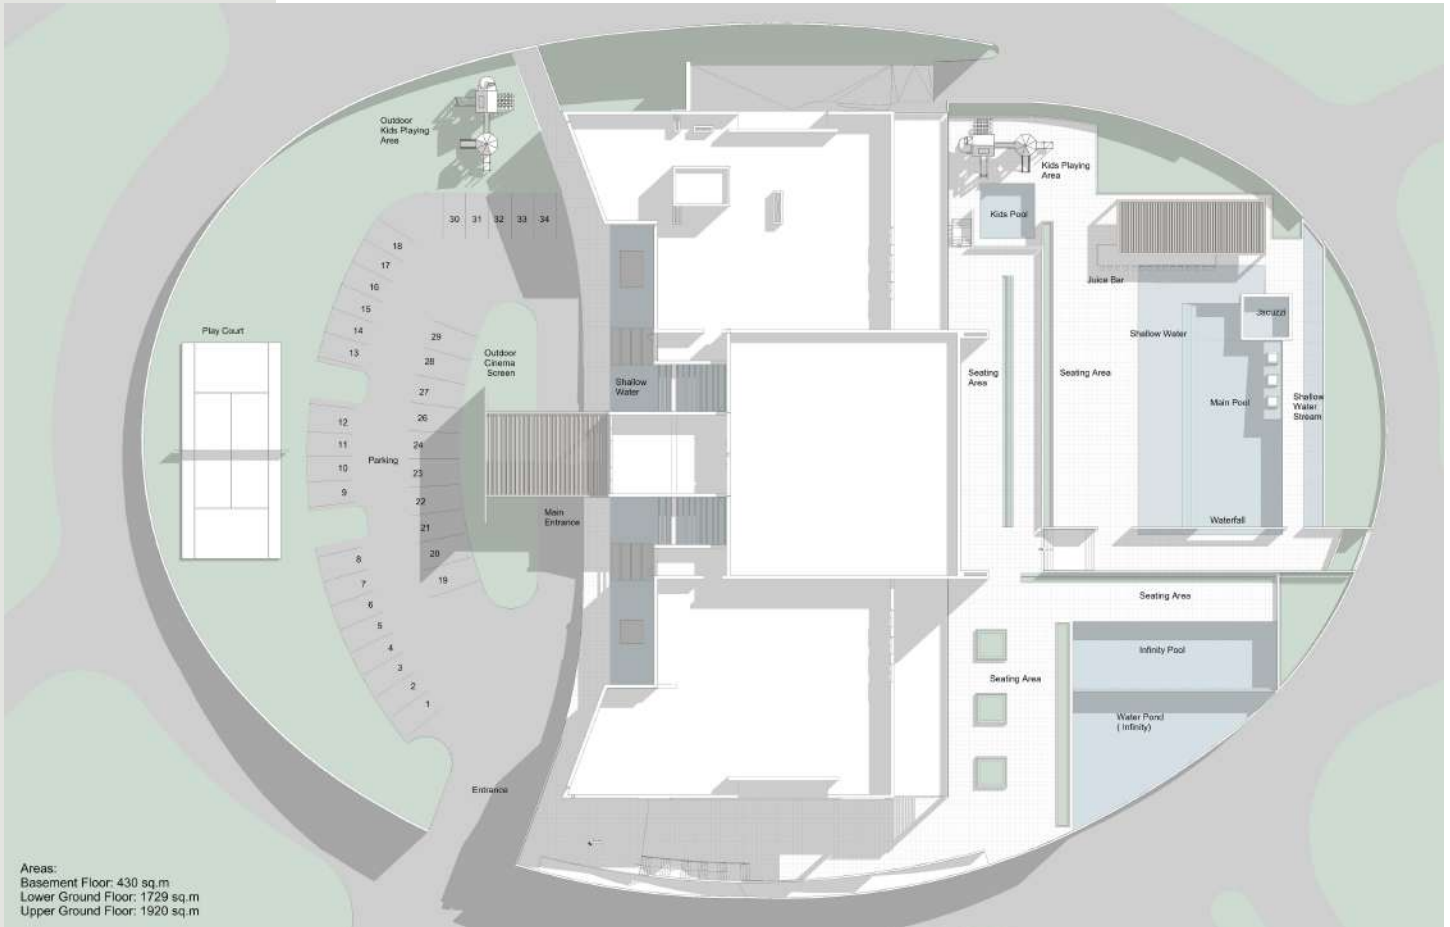 Outdoor
Kids Playing
Area
30 31 32 33 34
18
17
16
15
14
13
Play Court
29
28
27
26
24
23
22
21
20
19
Outdoor
Cinema
Screen
12
11
10
9
Parking
Main
Entrance
8
7
6
5
4
3
2
1
Entrance
Shallow
Water
Kids Playing
Area
Kids Pool
Juice Bar
Jacuzzi
Shallow Water
Seating
Area
Seating Area
Main Pool
Shallow
Water
Stream
Waterfall
Seating Area
Infinity Pool
Seating Area
Water Pond
( Infinity)
Areas:
Basement Floor: 430 sq.m
Lower Ground Floor: 1729 sq.m
Upper Ground Floor: 1920 sq.m